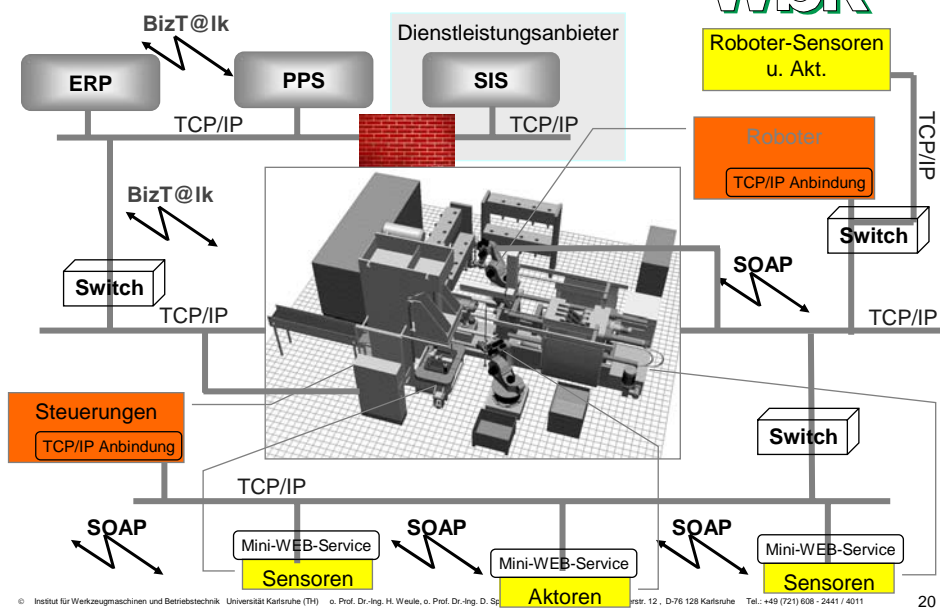 wbk
BizT@lk
Dienstleistungsanbieter
Roboter-Sensoren
u. Akt.
ERP
PPS
SIS
TCP/IP
TCP/IP
TCP/IP
Roboter
TCP/IP Anbindung
BizT@lk
Switch
SOAP
Switch
TCP/IP
TCP/IP
Steuerungen
TCP/IP Anbindung
Switch
TCP/IP
SOAP
SOAP
SOAP
Mini-WEB-Service
Sensoren
Mini-WEB-Service
Aktoren
Mini-WEB-Service
Sensoren
© Institut für Werkzeugmaschinen und Betriebstechnik Universität Karlsruhe (TH) o. Prof. Dr.-Ing. H. Weule, o. Prof. Dr.-Ing. D. Sp erstr. 12 , D-76 128 Karlsruhe Tel.: +49 (721) 608 - 2441 / 4011
20